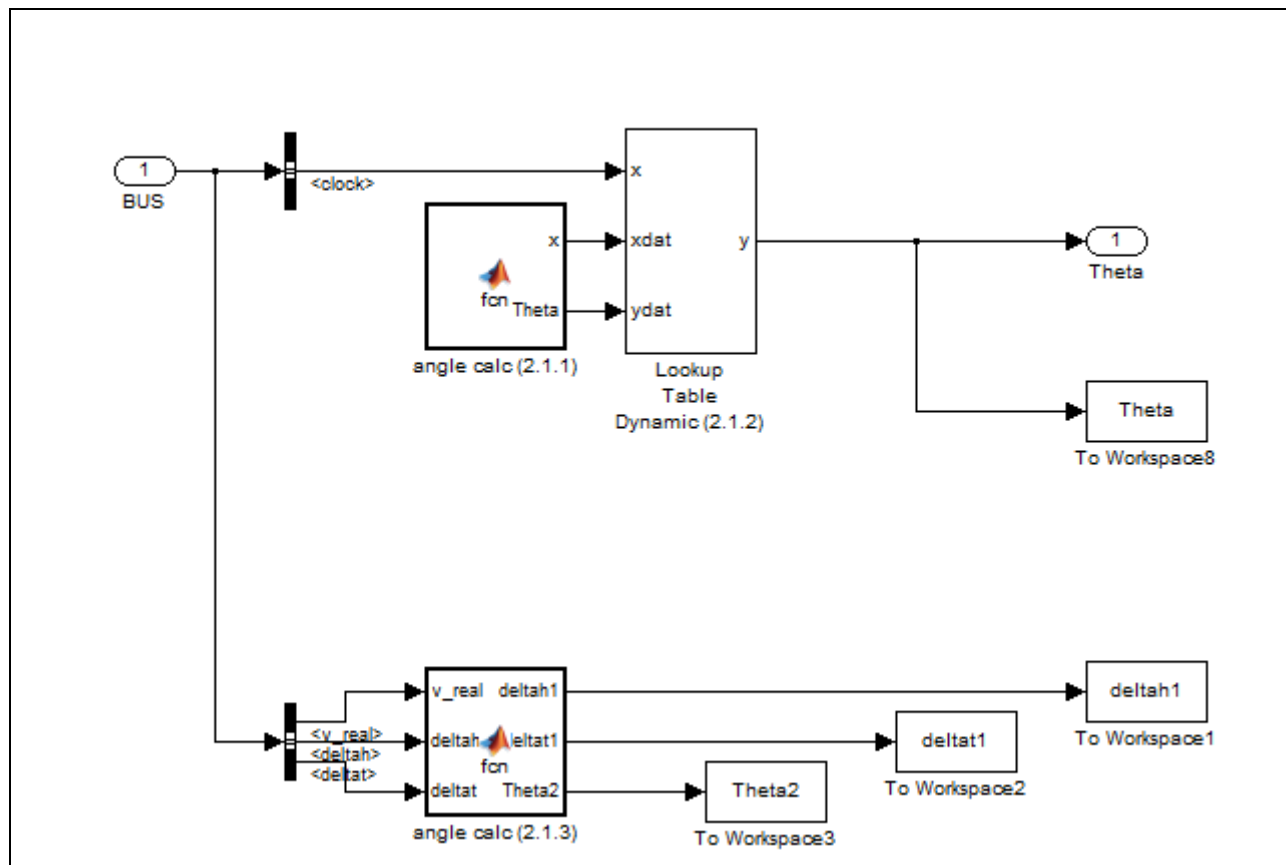 1
BUS
<clock>
x
xdat
ydat
y
x
Theta
fcn
angle calc (2.1.1)
Lookup
Table
Dynamic (2.1.2)
1
Theta
Theta
To Workspace8
<v_real>
<deltah>
<deltat>
v_real
deltah
deltat
deltah1
eltat1
Theta2
fcn
angle calc (2.1.3)
deltah1
To Workspace1
deltat1
To Workspace2
Theta2
To Workspace3